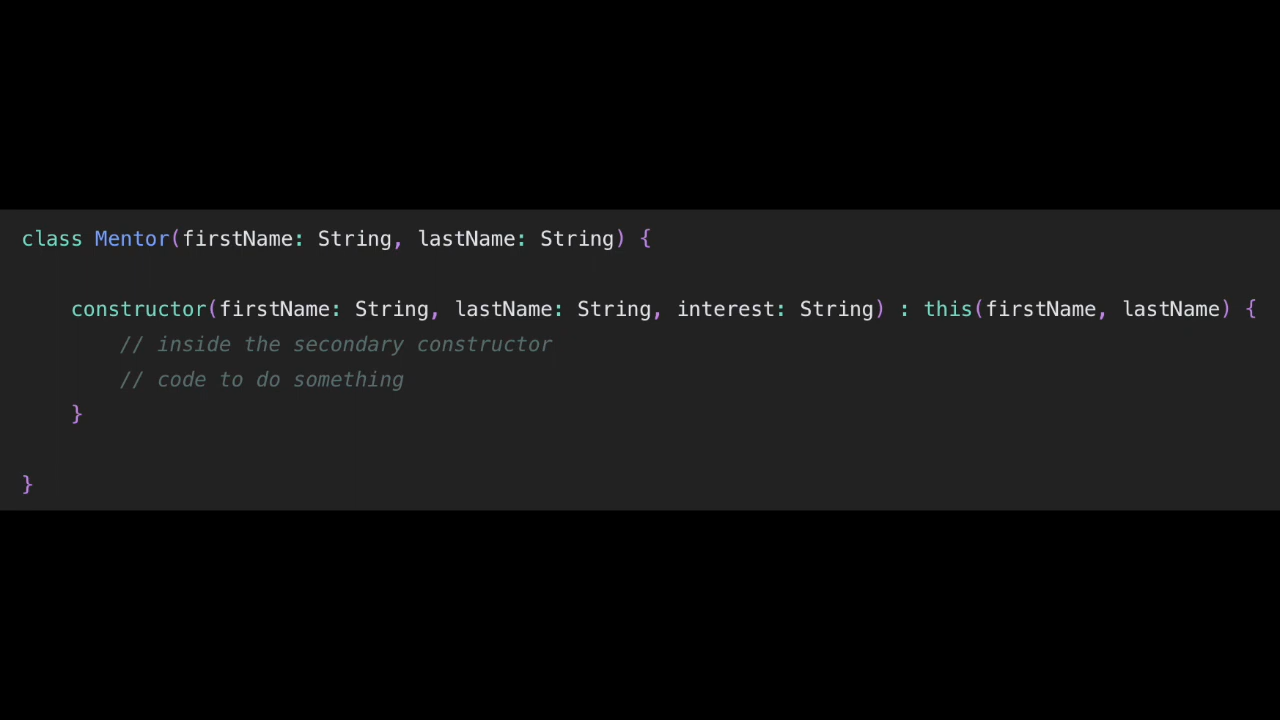 class Mentor(firstName: String, lastName: String) {
constructor(firstName: String, lastName: String, interest: String) : this(firstName, lastName) {
// inside the secondary constructor
// code to do something
}
}